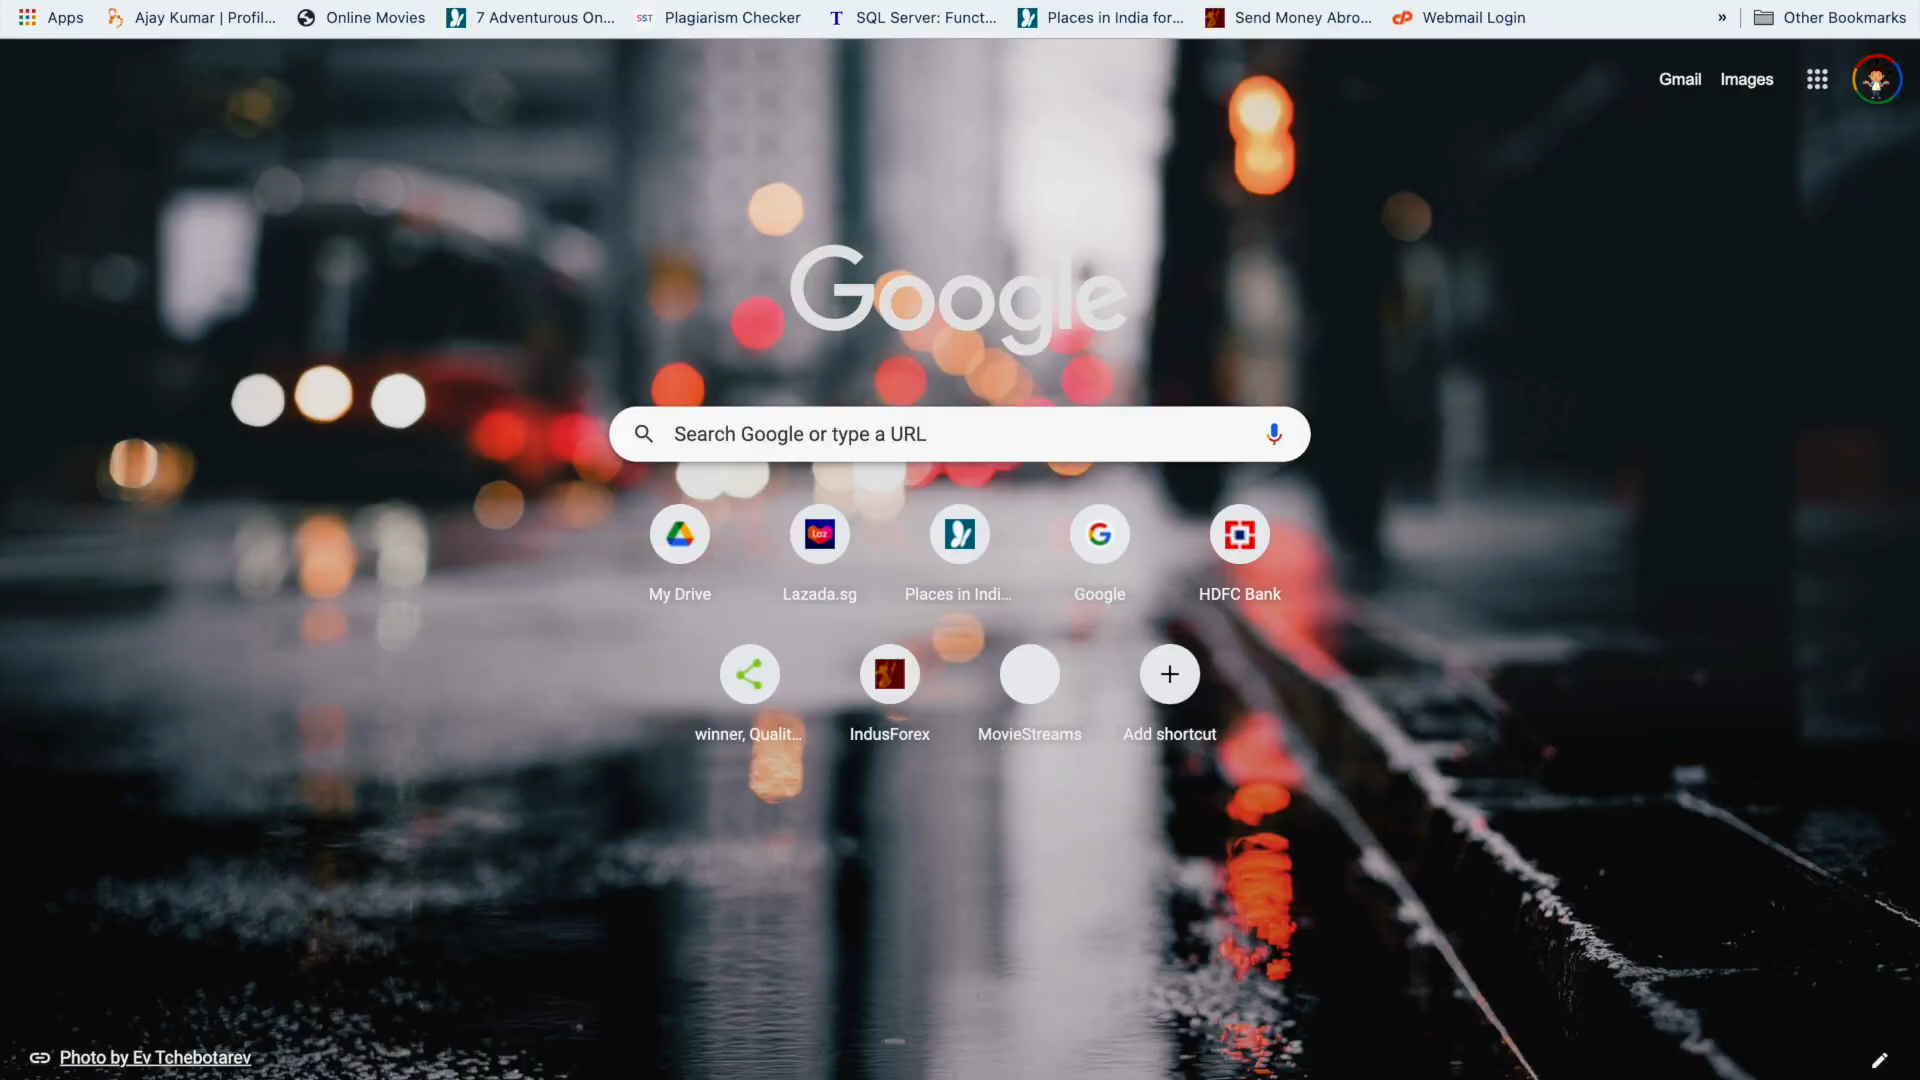 Apps Ajay Kumar | Profil... Online Movies 7 Adventurous On... SST Plagiarism Checker T SQL Server: Funct... Places in India for... Send Money Abro... Webmail Login » Other Bookmarks
Gmail Images
Google
Search Google or type a URL
Laz
My Drive Lazada.sg Places in Indi... Google HDFC Bank
winner, Qualit... IndusForex MovieStreams Add shortcut
Photo by Ev Tchebotarev